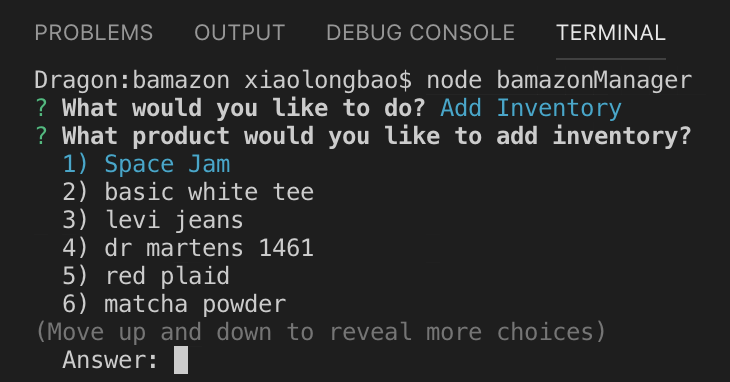 PROBLEMS OUTPUT DEBUG CONSOLE TERMINAL
Dragon:bamazon xiaolongbao$ node bamazonManager
? What would you like to do? Add Inventory
? What product would you like to add inventory?
1) Space Jam
2) basic white tee
3) levi jeans
4) dr martens 1461
5) red plaid
6) matcha powder
(Move up and down to reveal more choices)
Answer: